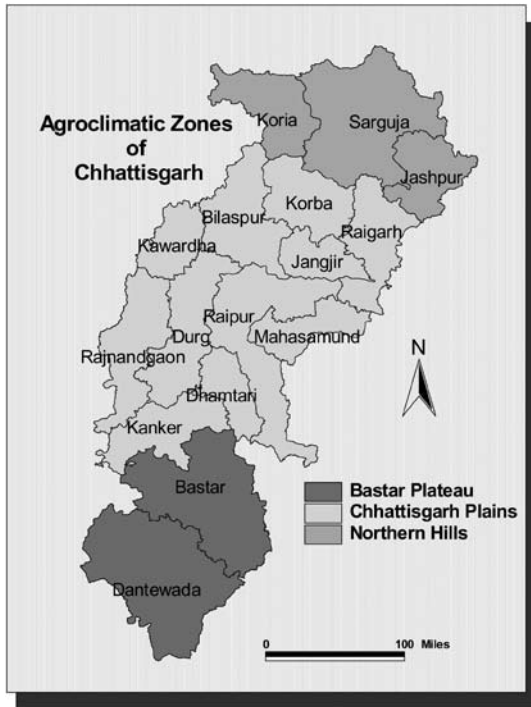 Agroclimatic Zones
of
Chhattisgarh
Koria
Sarguja
Jashpur
Korba
Bilaspur
Raigarh
Kawardha
Jangjir
Raipur
Durg
Mahasamund
Rajnandgaon
Dhamtari
Kanker
N
Bastar
Bastar Plateau
Chhattisgarh Plains
Northern Hills
Dantewada
0 100 Miles